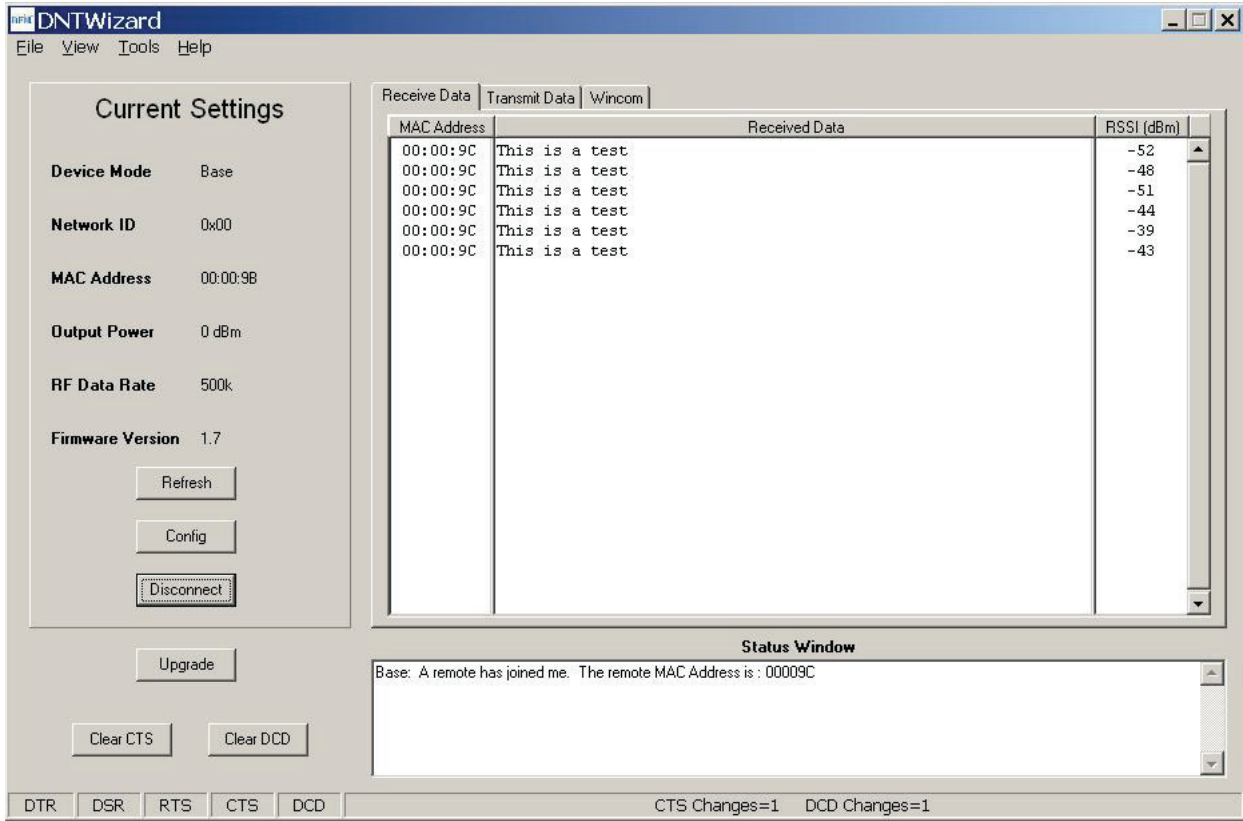 RFM DNTWizard
File View Tools Help
Current Settings
Device Mode Base
Network ID 0x00
MAC Address 00:00:9B
Output Power 0 dBm
RF Data Rate 500k
Firmware Version 1.7
Refresh
Config
Disconnect
Upgrade
Clear CTS Clear DCD
Receive Data Transmit Data Wincom
MAC Address Received Data RSSI (dBm)
00:00:9C This is a test -52
00:00:9C This is a test -48
00:00:9C This is a test -51
00:00:9C This is a test -44
00:00:9C This is a test -39
00:00:9C This is a test -43
Status Window
Base: A remote has joined me. The remote MAC Address is : 00009C
DTR DSR RTS CTS DCD CTS Changes=1 DCD Changes=1